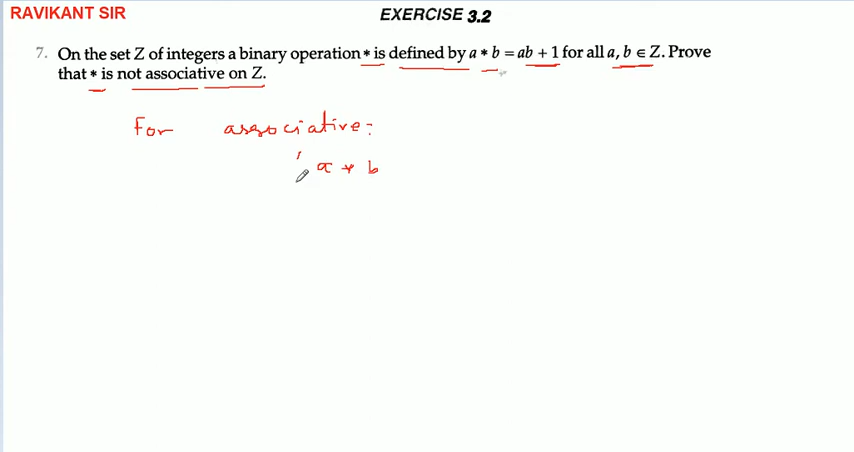 RAVIKANT SIR
EXERCISE 3.2
7. On the set Z of integers a binary operation * is defined by a * b = ab + 1 for all a, b ∈ Z. Prove
that * is not associative on Z.
For associative:
a * b